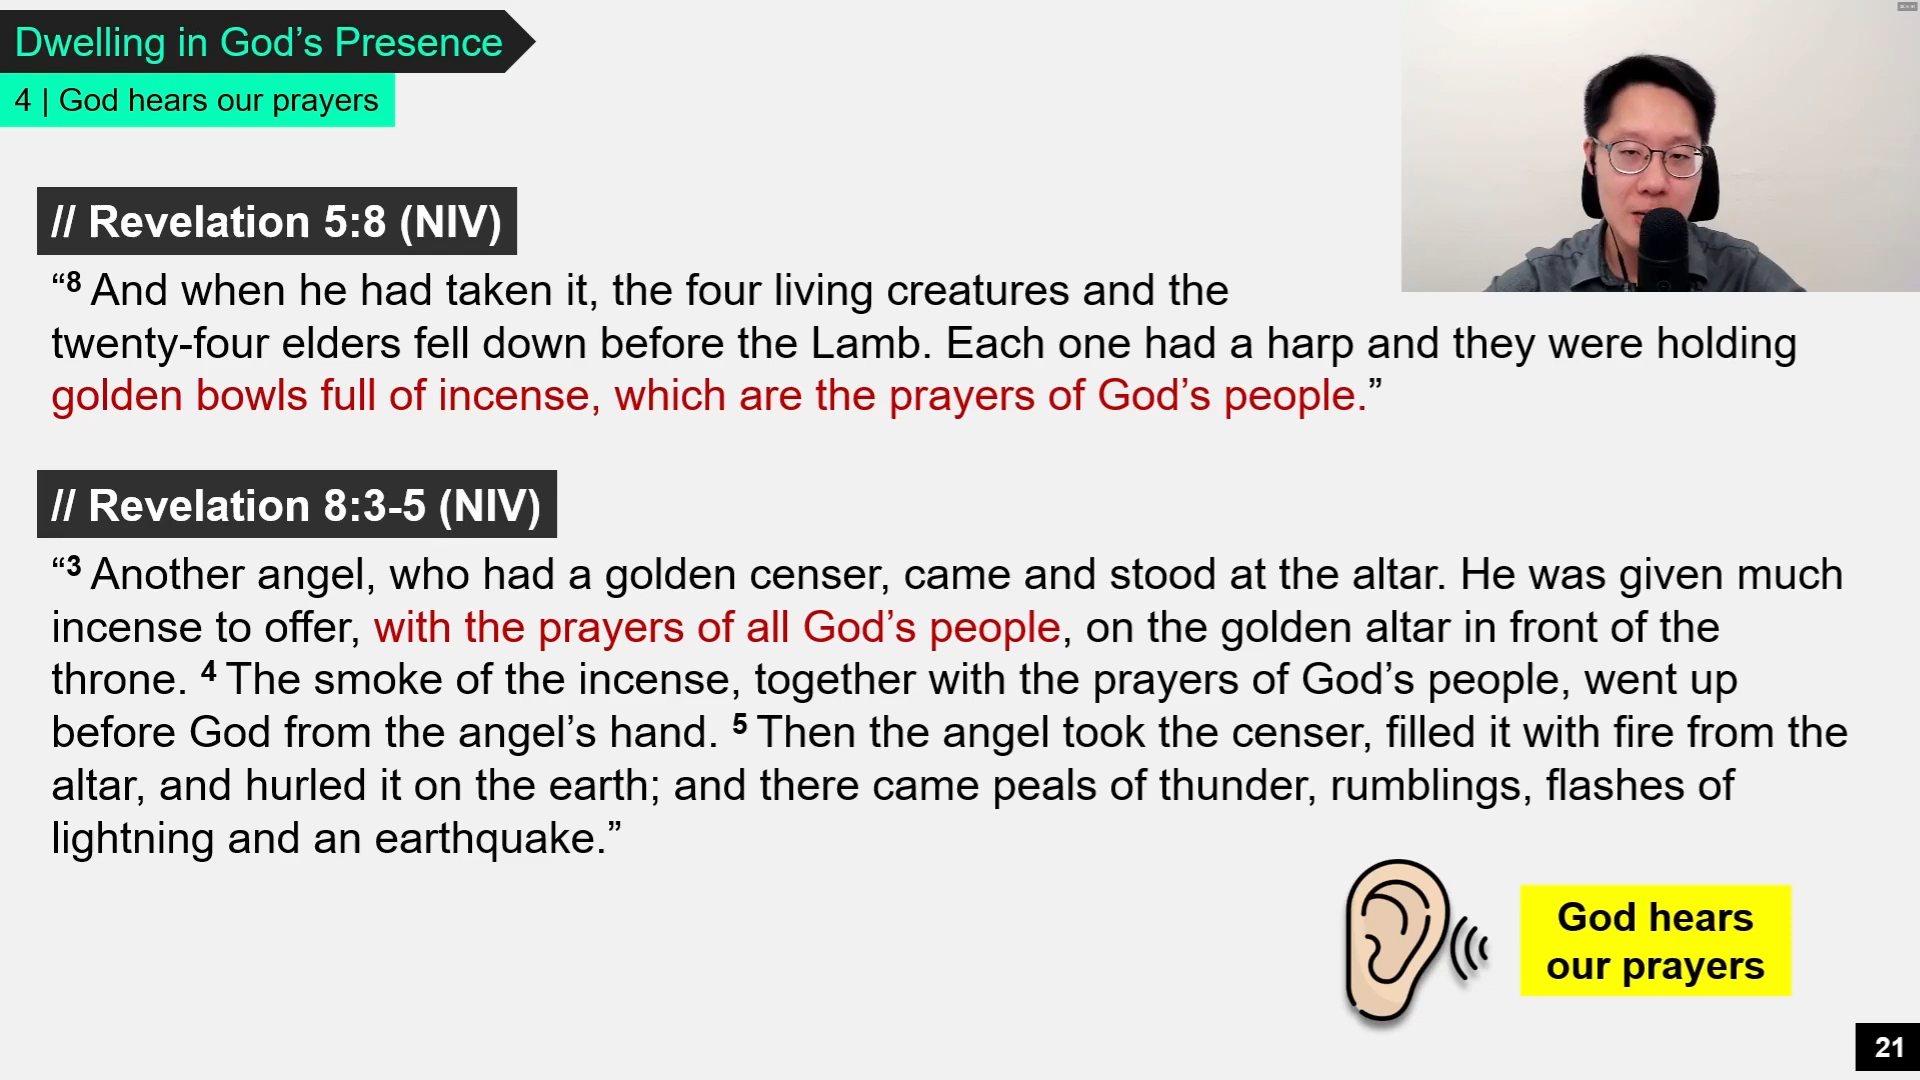 Dwelling in God’s Presence
4 | God hears our prayers
// Revelation 5:8 (NIV)
“8 And when he had taken it, the four living creatures and the
twenty-four elders fell down before the Lamb. Each one had a harp and they were holding
golden bowls full of incense, which are the prayers of God’s people.”
// Revelation 8:3-5 (NIV)
“3 Another angel, who had a golden censer, came and stood at the altar. He was given much
incense to offer, with the prayers of all God’s people, on the golden altar in front of the
throne. 4 The smoke of the incense, together with the prayers of God’s people, went up
before God from the angel’s hand. 5 Then the angel took the censer, filled it with fire from the
altar, and hurled it on the earth; and there came peals of thunder, rumblings, flashes of
lightning and an earthquake.”
God hears
our prayers
21